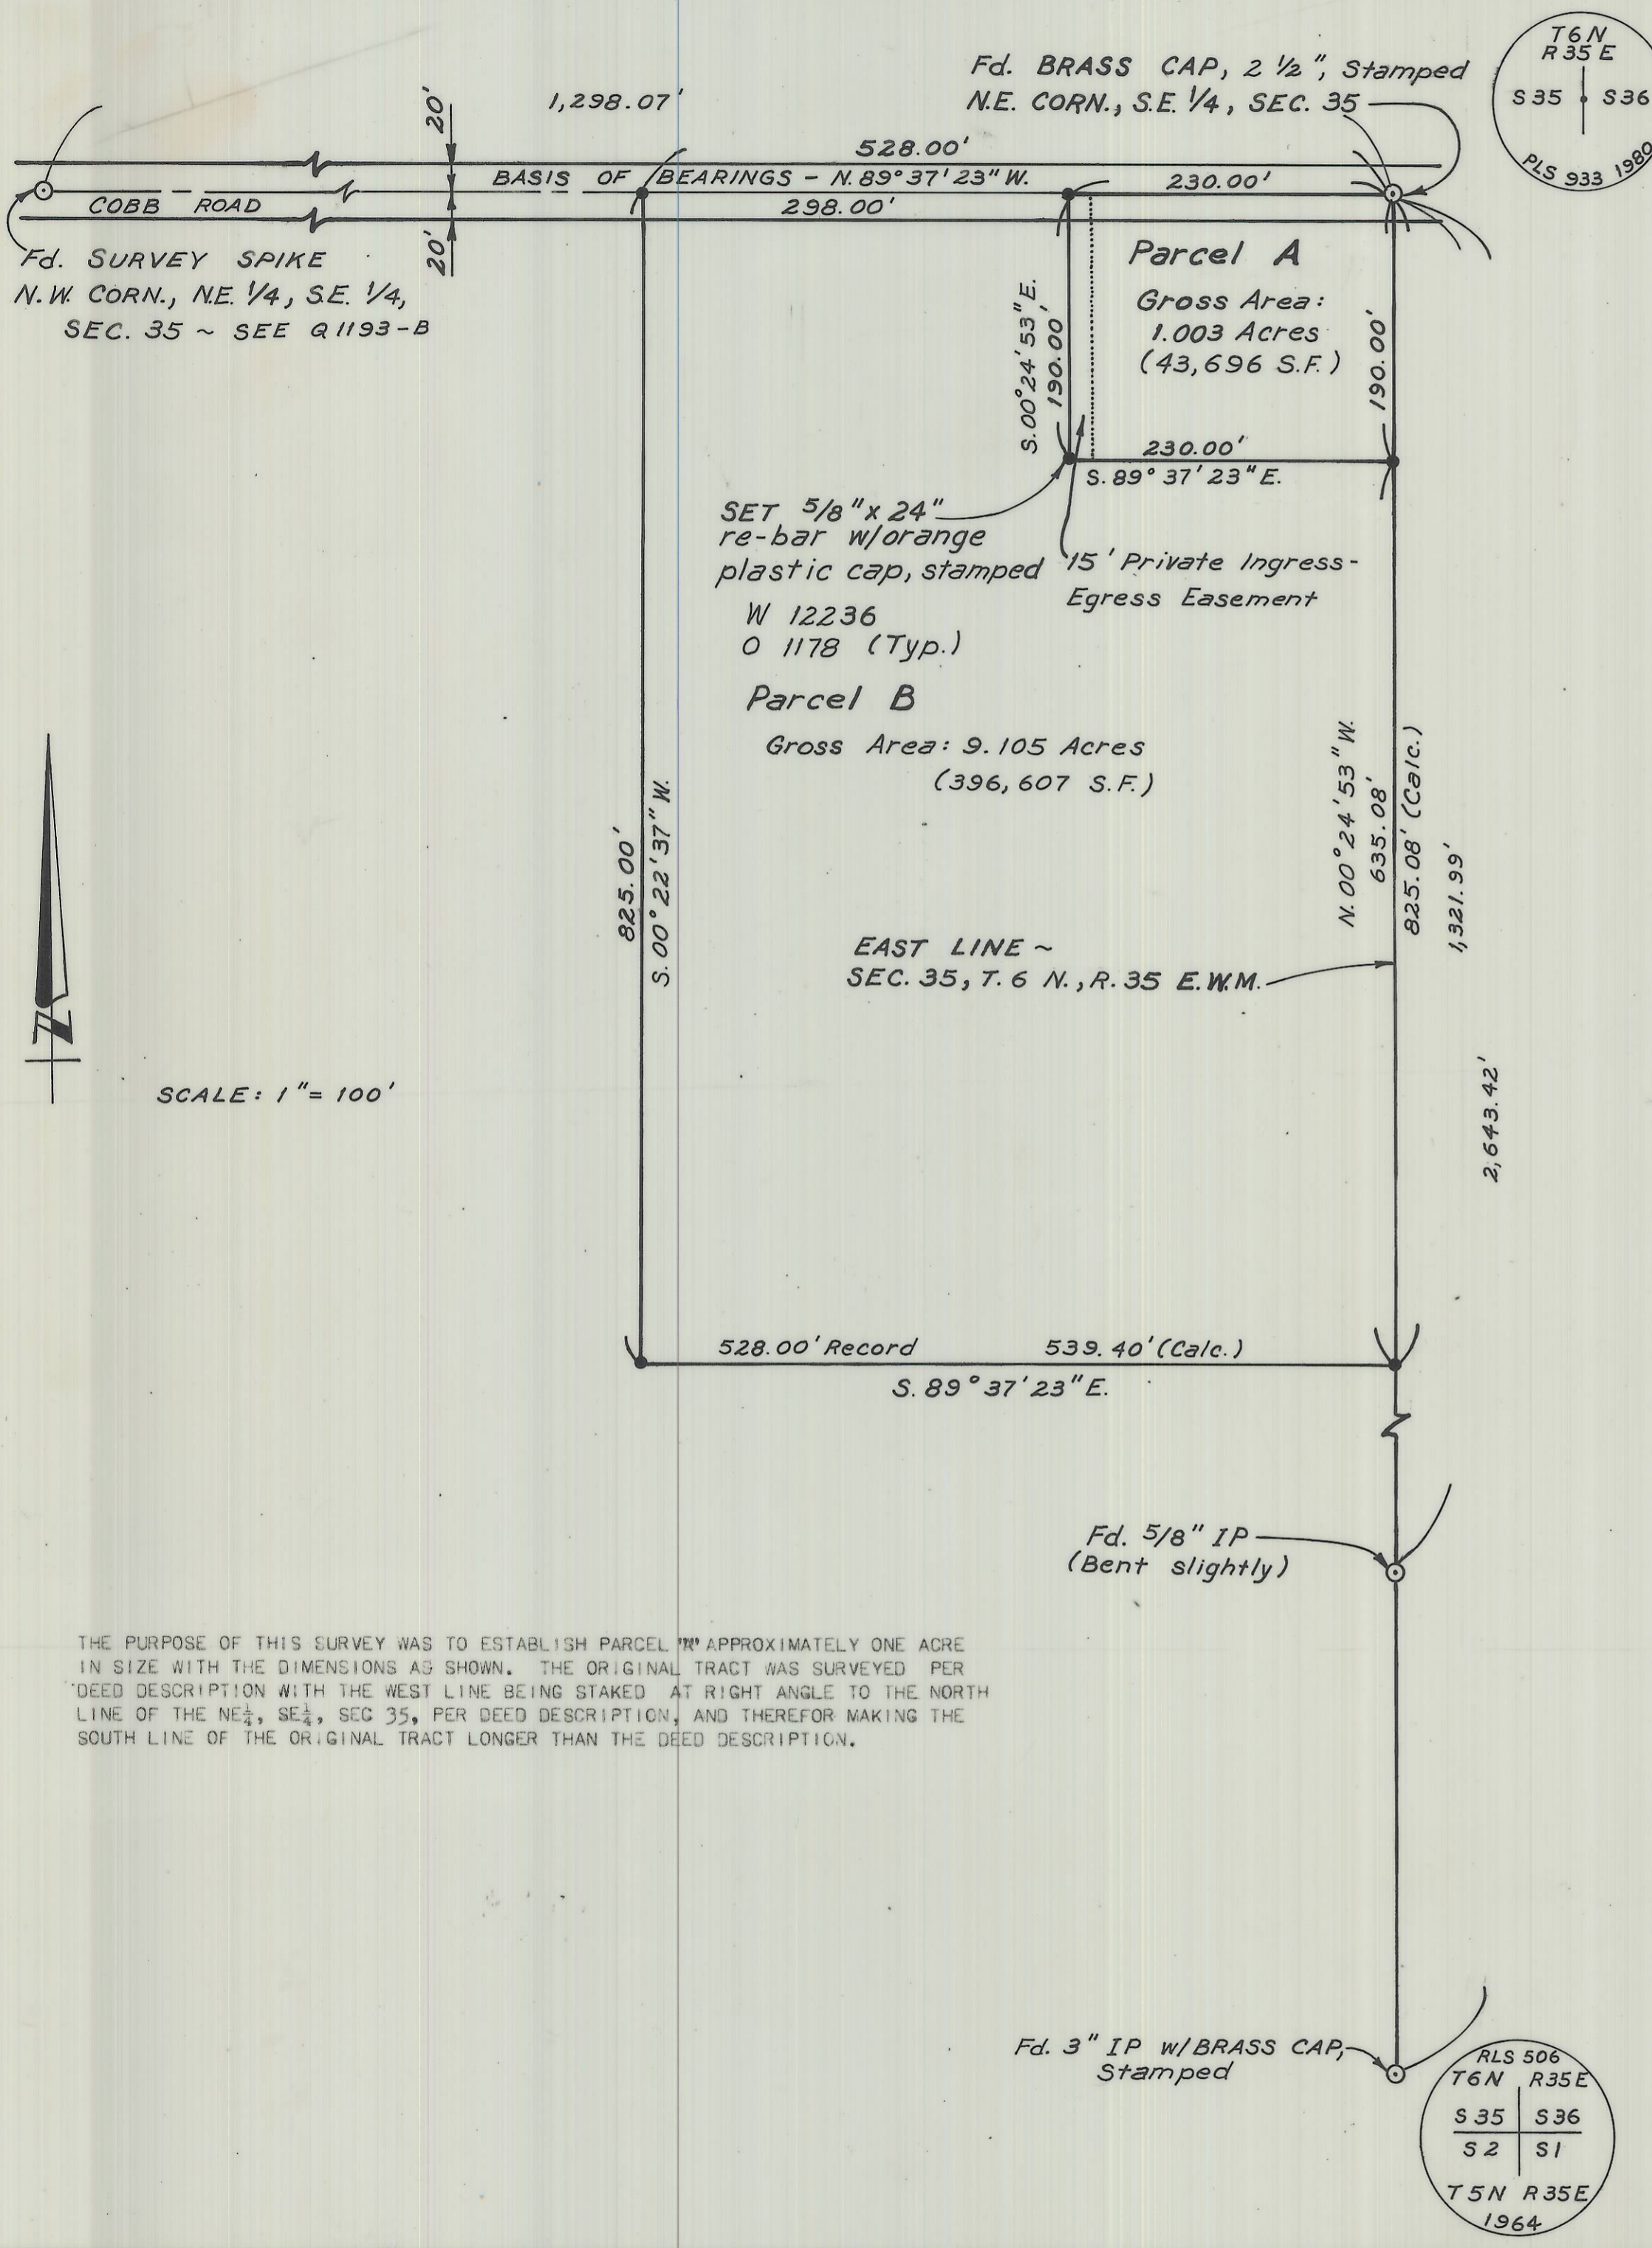 T6N
R35E
S35 S36
PLS 933 1980
Fd. BRASS CAP, 2 ½", Stamped
N.E. CORN., S.E. ¼, SEC. 35
1,298.07'
20'
528.00'
BASIS OF BEARINGS - N. 89° 37' 23" W.
230.00'
COBB ROAD
298.00'
20'
Fd. SURVEY SPIKE
N.W. CORN., N.E. ¼, S.E. ¼,
SEC. 35 ~ SEE Q1193-B
Parcel A
Gross Area:
1.003 Acres
(43,696 S.F.)
S. 00° 24' 53" E.
190.00'
190.00'
230.00'
S. 89° 37' 23" E.
SET 5/8" x 24"
re-bar w/orange
plastic cap, stamped
W 12236
O 1178 (Typ.)
15' Private Ingress-
Egress Easement
Parcel B
Gross Area: 9.105 Acres
(396,607 S.F.)
825.00'
S. 00° 22' 37" W.
N. 00° 24' 53" W.
635.08'
825.08' (Calc.)
1,321.99'
2,643.42'
EAST LINE ~
SEC. 35, T. 6 N., R. 35 E.W.M.
N
SCALE: 1" = 100'
528.00' Record 539.40' (Calc.)
S. 89° 37' 23" E.
Fd. 5/8" IP
(Bent slightly)
THE PURPOSE OF THIS SURVEY WAS TO ESTABLISH PARCEL APPROXIMATELY ONE ACRE
IN SIZE WITH THE DIMENSIONS AS SHOWN. THE ORIGINAL TRACT WAS SURVEYED PER
DEED DESCRIPTION WITH THE WEST LINE BEING STAKED AT RIGHT ANGLE TO THE NORTH
LINE OF THE NE¼, SE¼, SEC 35, PER DEED DESCRIPTION, AND THEREFOR MAKING THE
SOUTH LINE OF THE ORIGINAL TRACT LONGER THAN THE DEED DESCRIPTION.
Fd. 3" IP w/BRASS CAP,
Stamped
RLS 506
T6N R35E
S35 S36
S2 S1
T5N R35E
1964